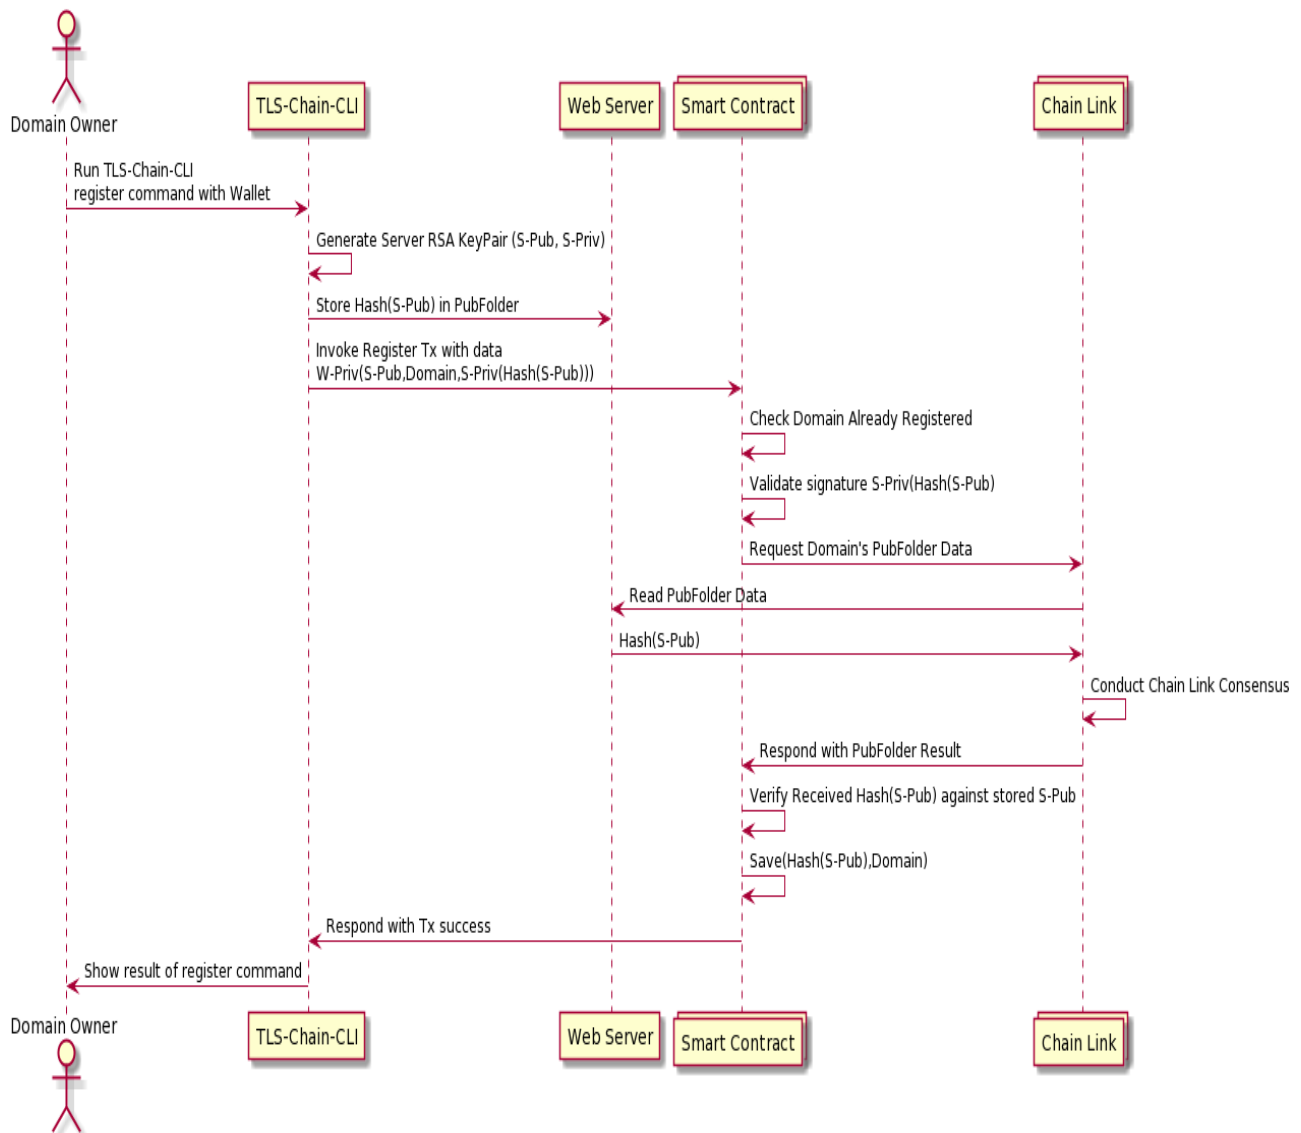 Domain Owner
TLS-Chain-CLI
Web Server
Smart Contract
Chain Link
Run TLS-Chain-CLI
register command with Wallet
Generate Server RSA KeyPair (S-Pub, S-Priv)
Store Hash(S-Pub) in PubFolder
Invoke Register Tx with data
W-Priv(S-Pub,Domain,S-Priv(Hash(S-Pub)))
Check Domain Already Registered
Validate signature S-Priv(Hash(S-Pub)
Request Domain's PubFolder Data
Read PubFolder Data
Hash(S-Pub)
Conduct Chain Link Consensus
Respond with PubFolder Result
Verify Received Hash(S-Pub) against stored S-Pub
Save(Hash(S-Pub),Domain)
Respond with Tx success
Show result of register command
Domain Owner
TLS-Chain-CLI
Web Server
Smart Contract
Chain Link